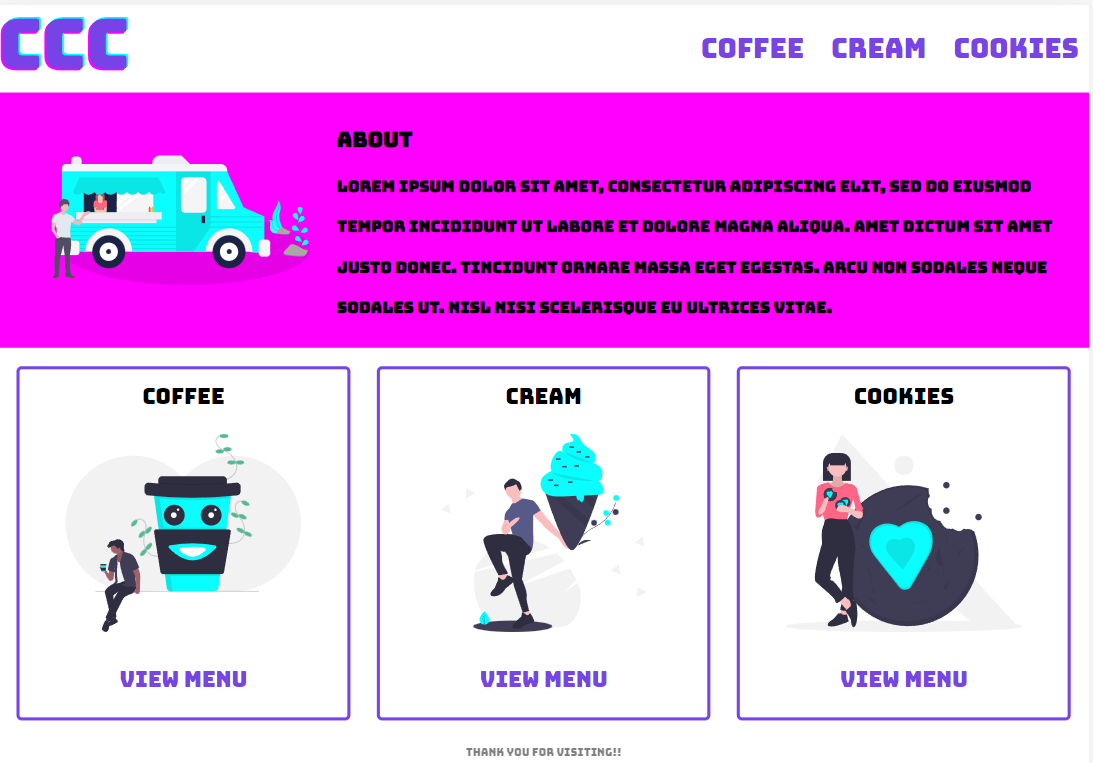 CCC
COFFEE CREAM COOKIES
ABOUT
LOREM IPSUM DOLOR SIT AMET, CONSECTETUR ADIPISCING ELIT, SED DO EIUSMOD
TEMPOR INCIDIDUNT UT LABORE ET DOLORE MAGNA ALIQUA. AMET DICTUM SIT AMET
JUSTO DONEC. TINCIDUNT ORNARE MASSA EGET EGESTAS. ARCU NON SODALES NEQUE
SODALES UT. NISL NISI SCELERISQUE EU ULTRICES VITAE.
COFFEE
VIEW MENU
CREAM
VIEW MENU
COOKIES
VIEW MENU
THANK YOU FOR VISITING!!